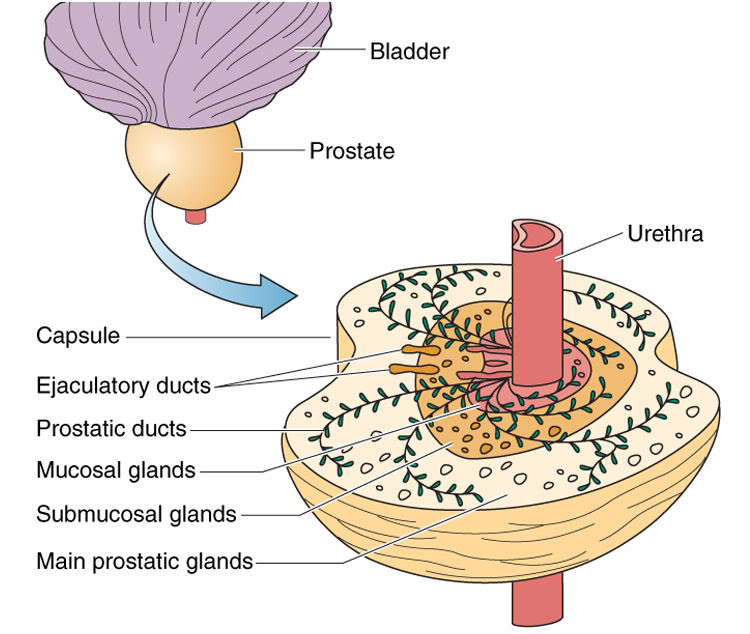 Bladder
Prostate
Urethra
Capsule
Ejaculatory ducts
Prostatic ducts
Mucosal glands
Submucosal glands
Main prostatic glands